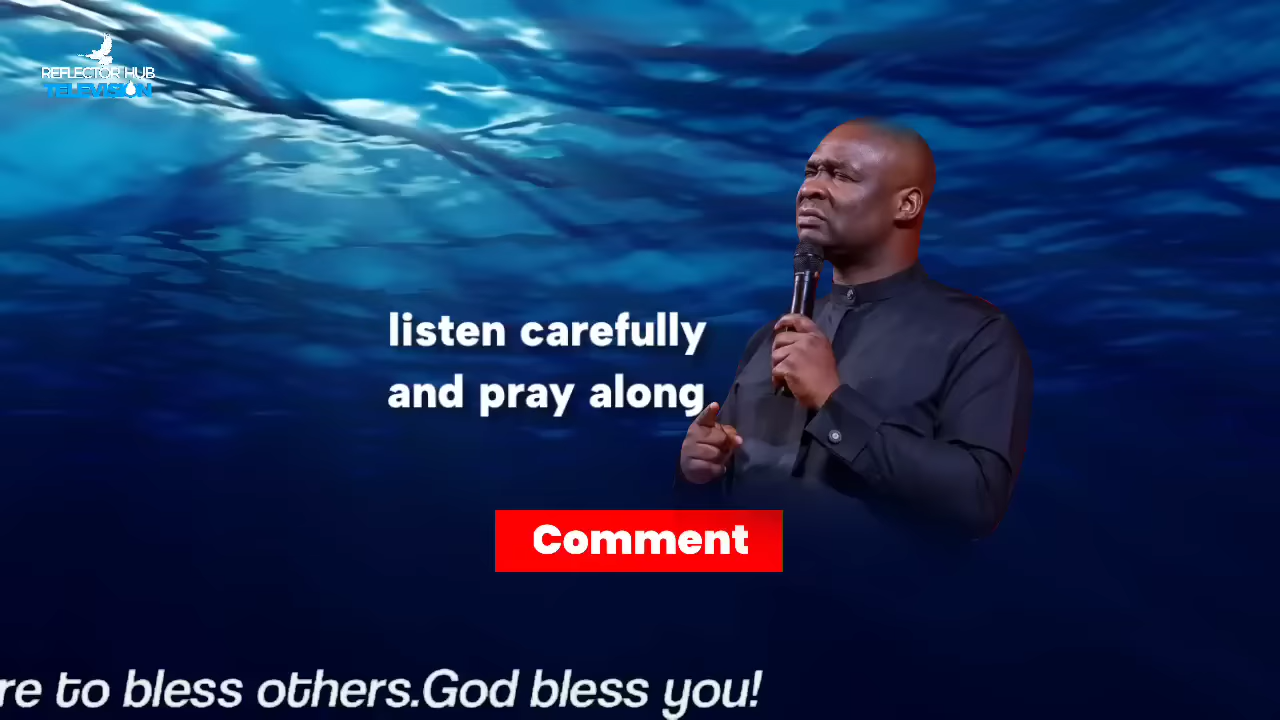 REFLECTOR HUB
TELEVISION
listen carefully
and pray along
Comment
re to bless others.God bless you!